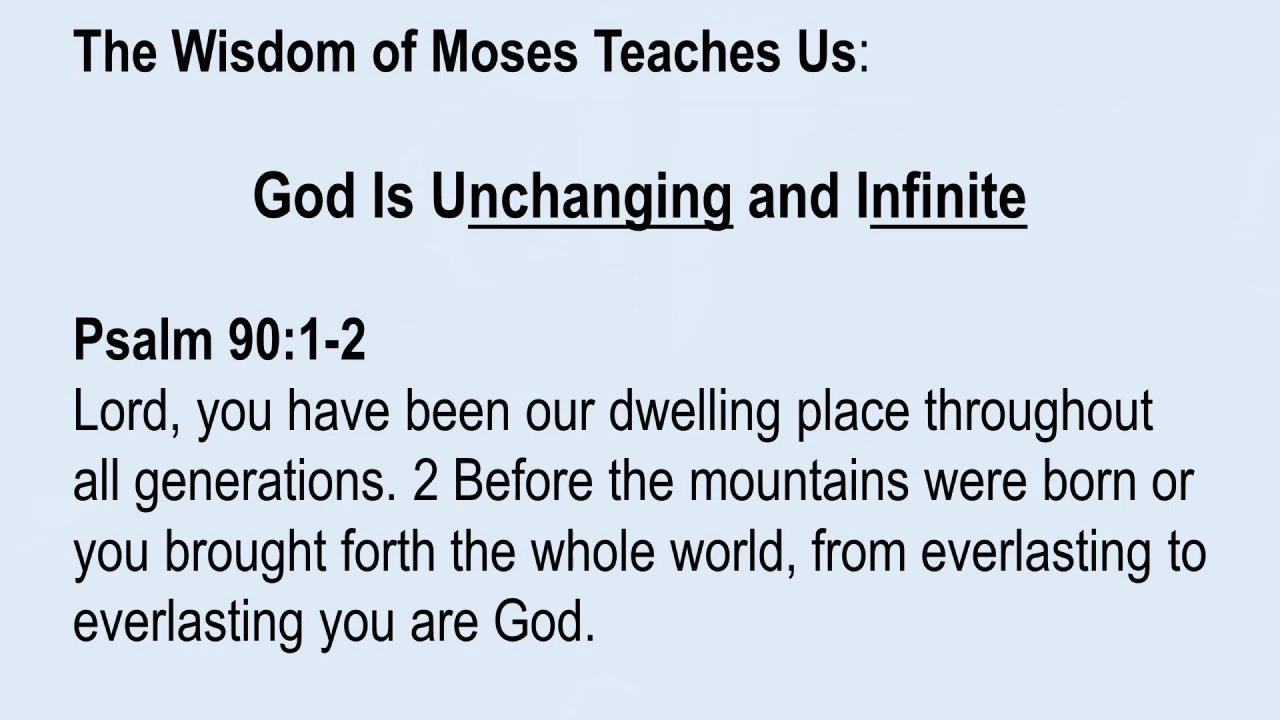 The Wisdom of Moses Teaches Us:
God Is Unchanging and Infinite
Psalm 90:1-2
Lord, you have been our dwelling place throughout
all generations. 2 Before the mountains were born or
you brought forth the whole world, from everlasting to
everlasting you are God.